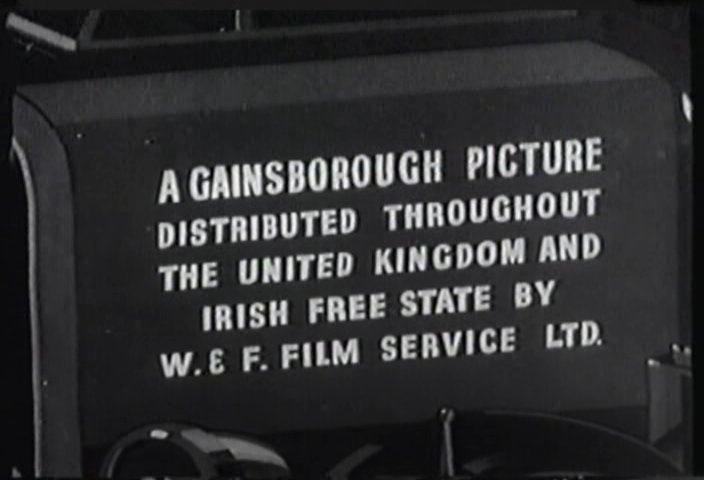 A GAINSBOROUGH PICTURE
DISTRIBUTED THROUGHOUT
THE UNITED KINGDOM AND
IRISH FREE STATE BY
W. & F. FILM SERVICE LTD.